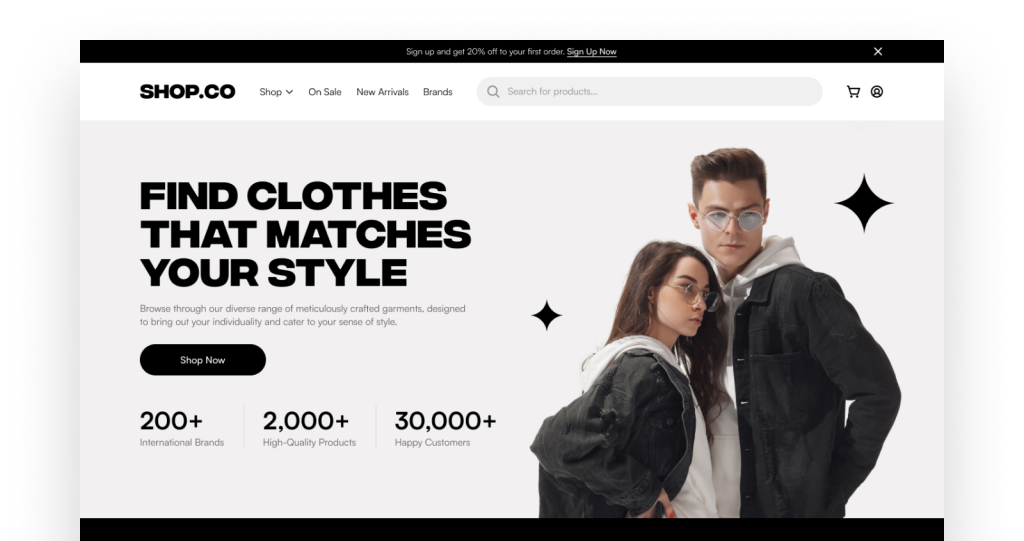 Sign up and get 20% off to your first order. Sign Up Now
SHOP.CO
Shop
On Sale
New Arrivals
Brands
Search for products...
FIND CLOTHES
THAT MATCHES
YOUR STYLE
Browse through our diverse range of meticulously crafted garments, designed
to bring out your individuality and cater to your sense of style.
Shop Now
200+
International Brands
2,000+
High-Quality Products
30,000+
Happy Customers